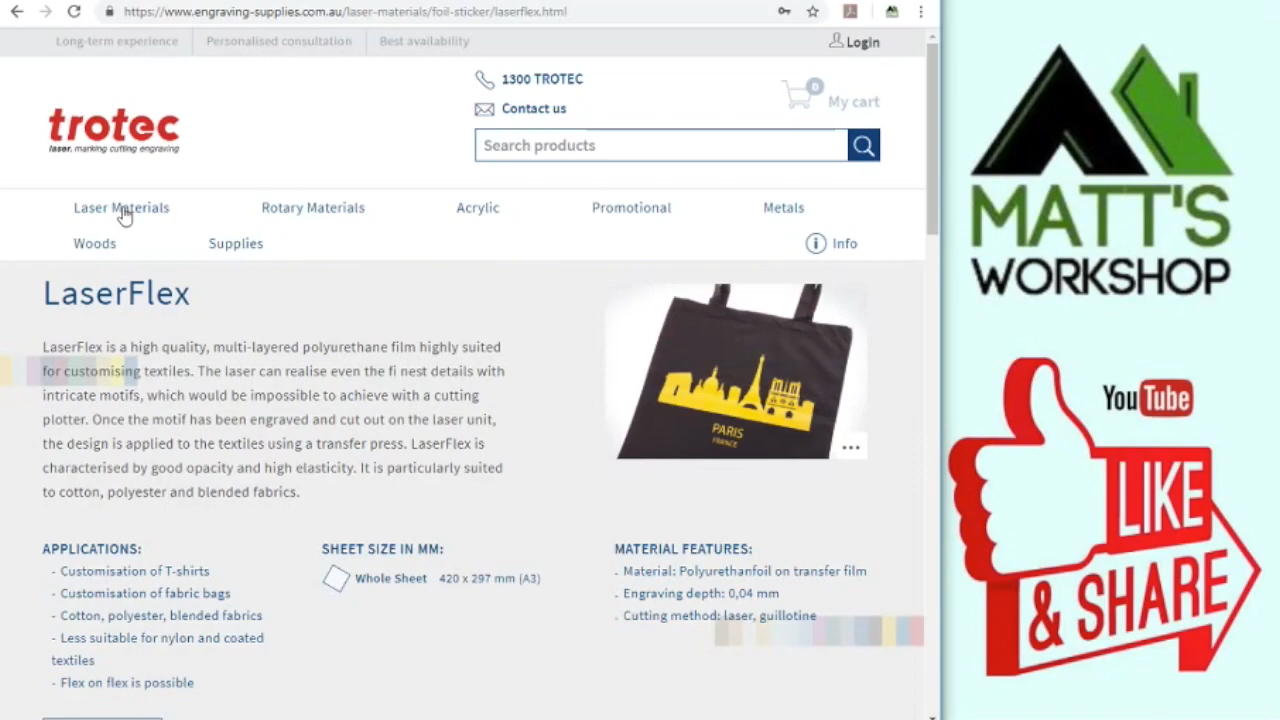 https://www.engraving-supplies.com.au/laser-materials/foil-sticker/laserflex.html
Long-term experience
Personalised consultation
Best availability
Login
trotec
laser. marking cutting engraving
1300 TROTEC
Contact us
0
My cart
Search products
Laser Materials
Rotary Materials
Acrylic
Promotional
Metals
Woods
Supplies
Info
LaserFlex
LaserFlex is a high quality, multi-layered polyurethane film highly suited
for customising textiles. The laser can realise even the fi nest details with
intricate motifs, which would be impossible to achieve with a cutting
plotter. Once the motif has been engraved and cut out on the laser unit,
the design is applied to the textiles using a transfer press. LaserFlex is
characterised by good opacity and high elasticity. It is particularly suited
to cotton, polyester and blended fabrics.
PARIS
FRANCE
APPLICATIONS:
- Customisation of T-shirts
- Customisation of fabric bags
- Cotton, polyester, blended fabrics
- Less suitable for nylon and coated
textiles
- Flex on flex is possible
SHEET SIZE IN MM:
Whole Sheet 420 x 297 mm (A3)
MATERIAL FEATURES:
- Material: Polyurethanfoil on transfer film
- Engraving depth: 0,04 mm
- Cutting method: laser, guillotine
MATT'S
WORKSHOP
YouTube
LIKE
& SHARE